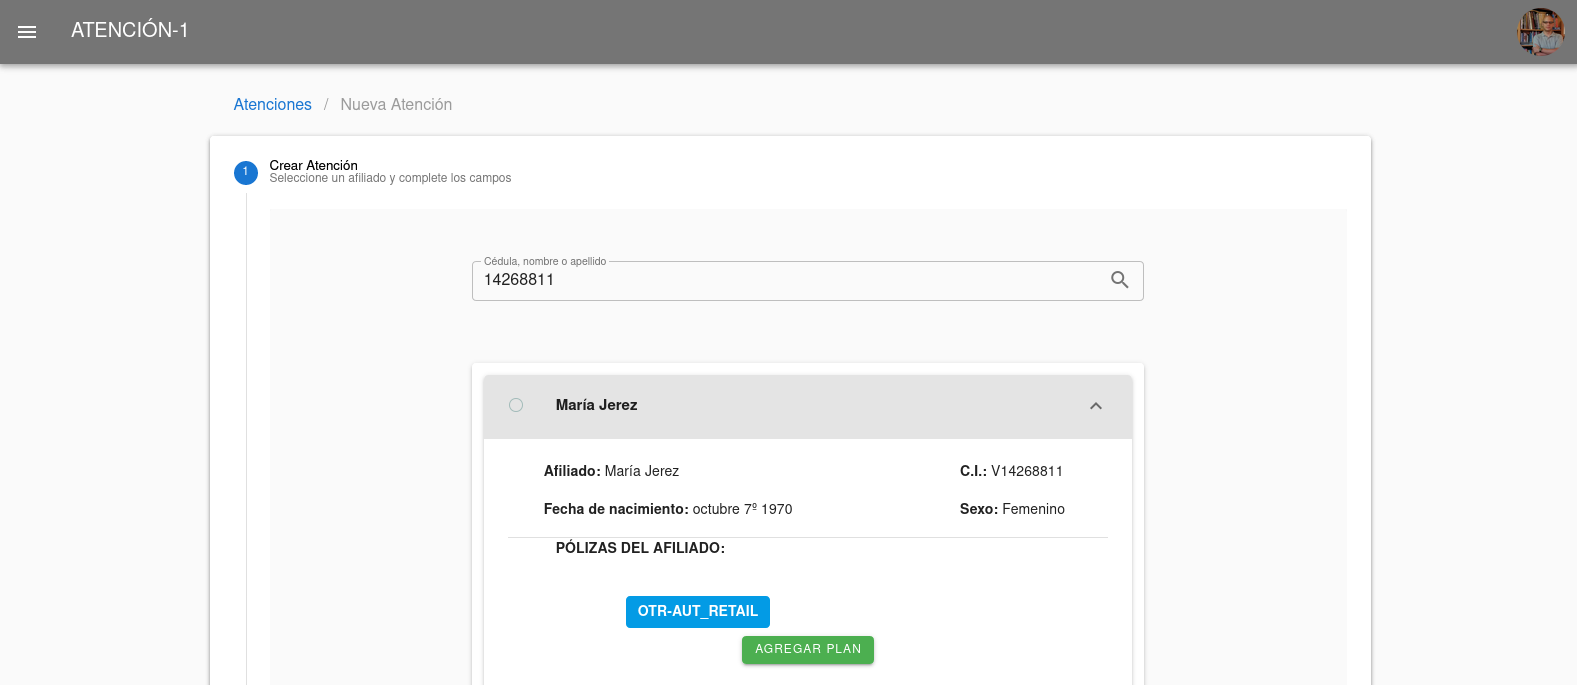 ATENCIÓN-1
Atenciones / Nueva Atención
1
Crear Atención
Seleccione un afiliado y complete los campos
Cédula, nombre o apellido
14268811
María Jerez
Afiliado: María Jerez
C.I.: V14268811
Fecha de nacimiento: octubre 7º 1970
Sexo: Femenino
PÓLIZAS DEL AFILIADO:
OTR-AUT_RETAIL
AGREGAR PLAN